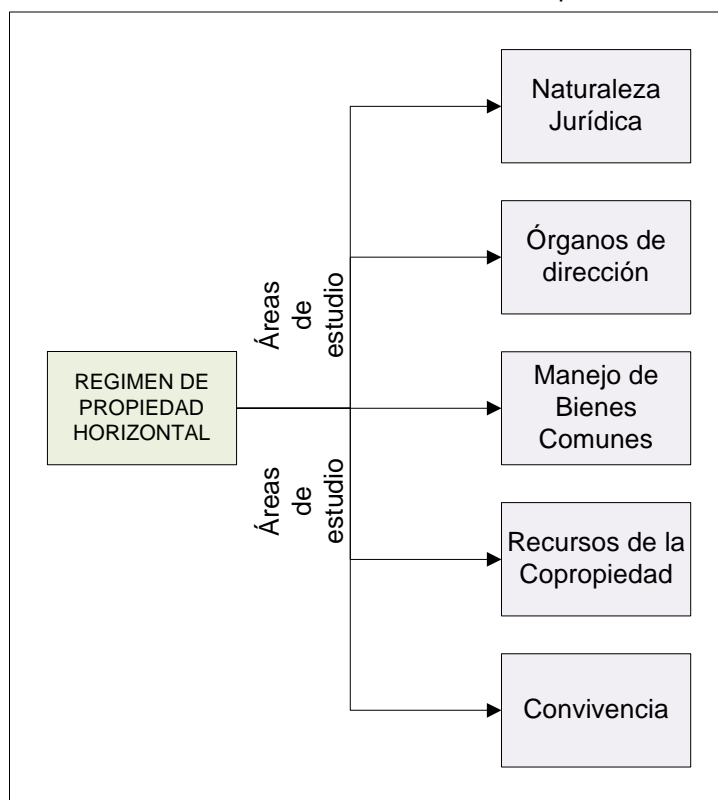 Naturaleza
Jurídica
Órganos de
dirección
Áreas
de
estudio
REGIMEN DE
PROPIEDAD
HORIZONTAL
Manejo de
Bienes
Comunes
Áreas
de
estudio
Recursos de la
Copropiedad
Convivencia